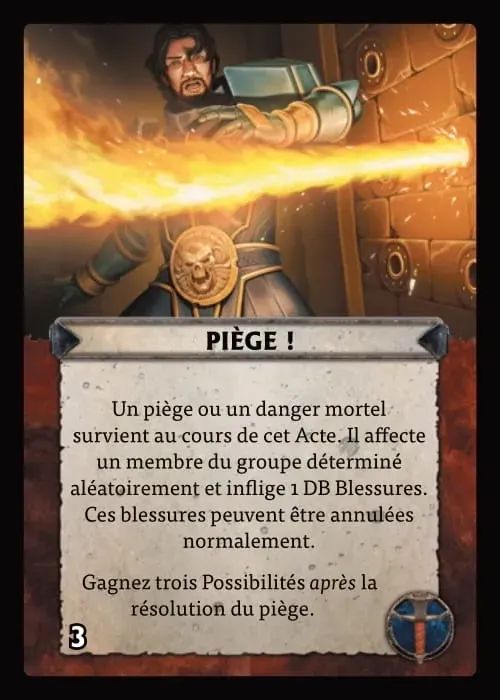 PIÈGE !
Un piège ou un danger mortel
survient au cours de cet Acte. Il affecte
un membre du groupe déterminé
aléatoirement et inflige 1 DB Blessures.
Ces blessures peuvent être annulées
normalement.
Gagnez trois Possibilités après la
résolution du piège.
3